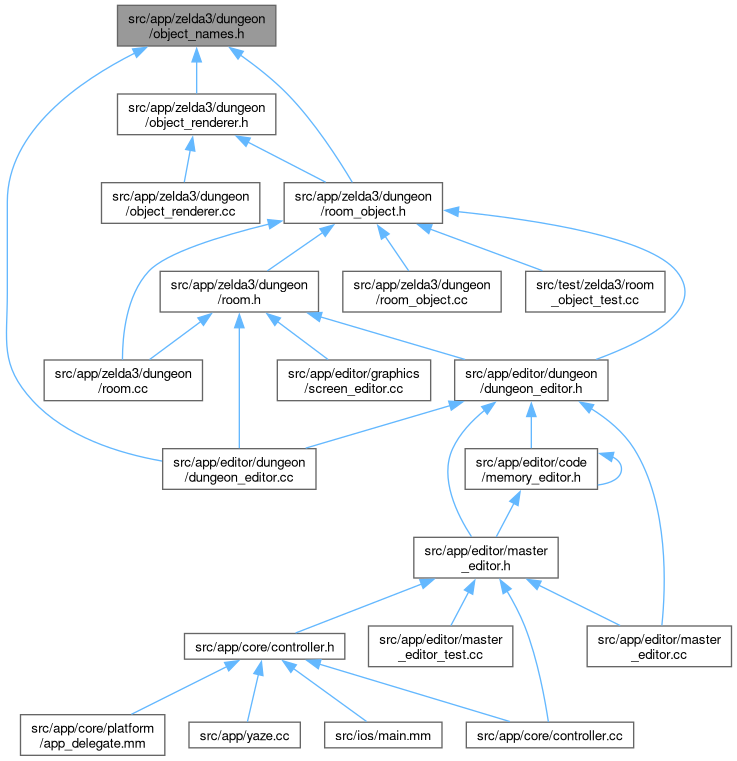 src/app/zelda3/dungeon
/object_names.h
src/app/zelda3/dungeon
/object_renderer.h
src/app/zelda3/dungeon
/object_renderer.cc
src/app/zelda3/dungeon
/room_object.h
src/app/zelda3/dungeon
/room.h
src/app/zelda3/dungeon
/room_object.cc
src/test/zelda3/room
_object_test.cc
src/app/zelda3/dungeon
/room.cc
src/app/editor/graphics
/screen_editor.cc
src/app/editor/dungeon
/dungeon_editor.h
src/app/editor/dungeon
/dungeon_editor.cc
src/app/editor/code
/memory_editor.h
src/app/editor/master
_editor.h
src/app/core/controller.h
src/app/editor/master
_editor_test.cc
src/app/editor/master
_editor.cc
src/app/core/platform
/app_delegate.mm
src/app/yaze.cc
src/ios/main.mm
src/app/core/controller.cc